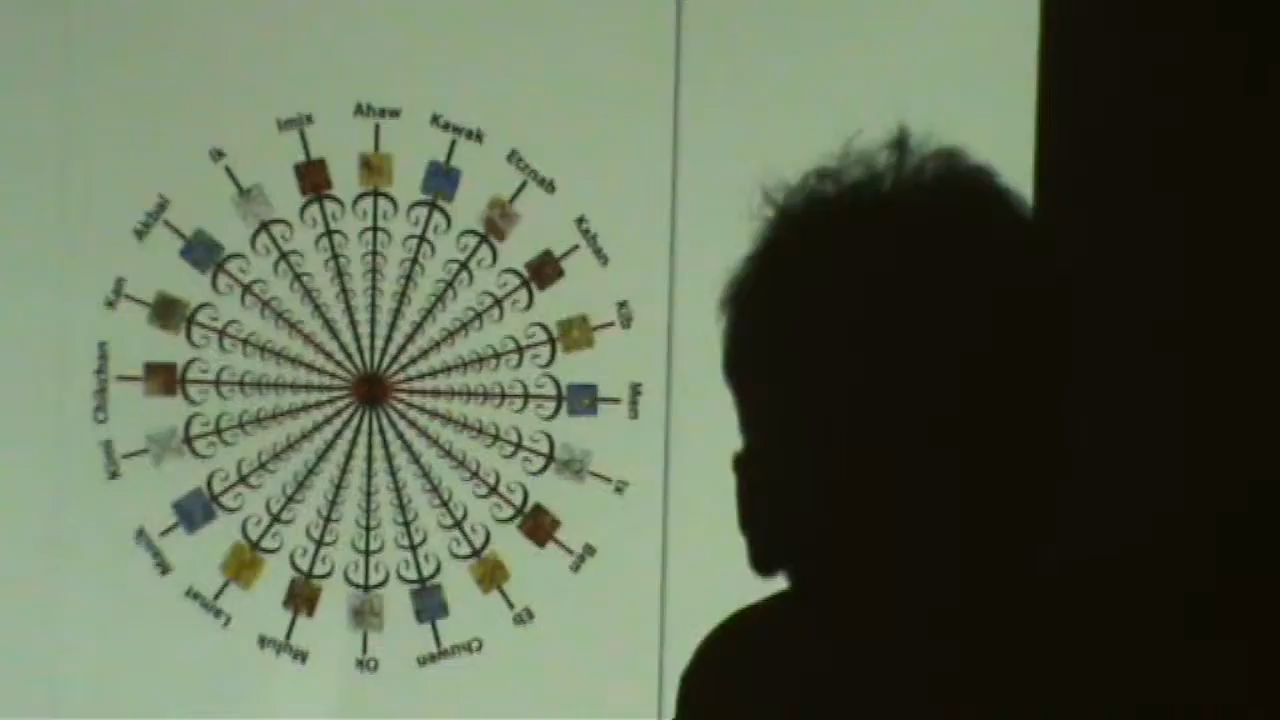 Ahaw
Kawak
Etznab
Kaban
Kib
Men
Ix
Ben
Eb
Chuwen
Ok
Muluk
Lamat
Manik
Kimi
Chikchan
Kan
Akbal
Ik
Imix